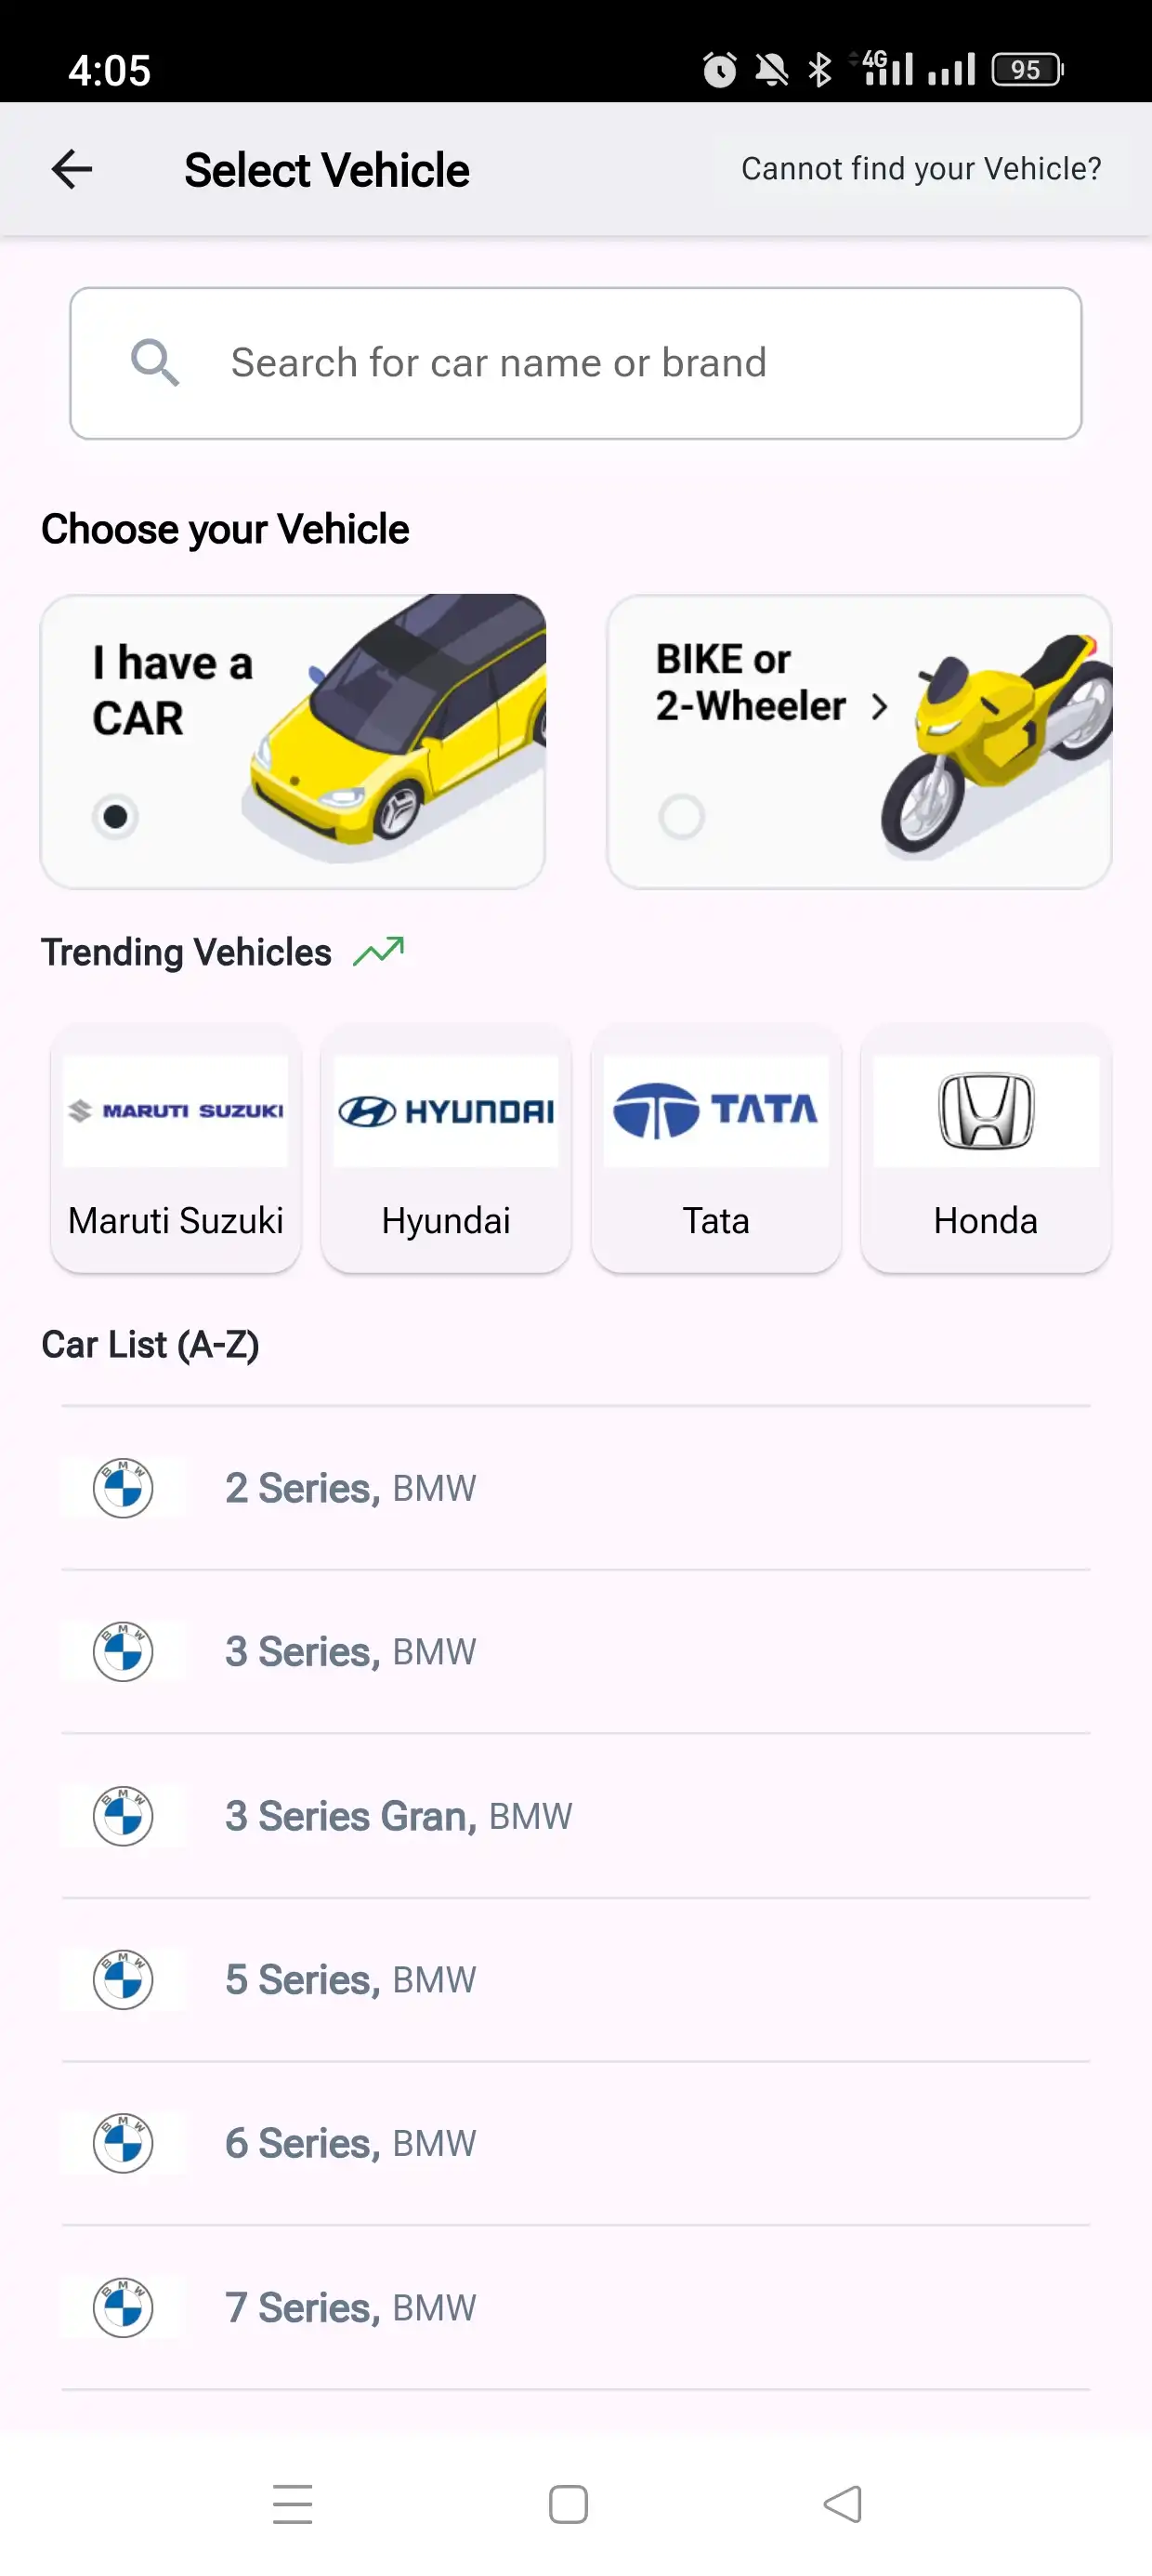 4:05
4G
95
Select Vehicle
Cannot find your Vehicle?
Search for car name or brand
Choose your Vehicle
I have a
CAR
BIKE or
2-Wheeler >
Trending Vehicles
MARUTI SUZUKI
HYUNDAI
TATA
Maruti Suzuki
Hyundai
Tata
Honda
Car List (A-Z)
BMW
2 Series, BMW
BMW
3 Series, BMW
BMW
3 Series Gran, BMW
BMW
5 Series, BMW
BMW
6 Series, BMW
BMW
7 Series, BMW